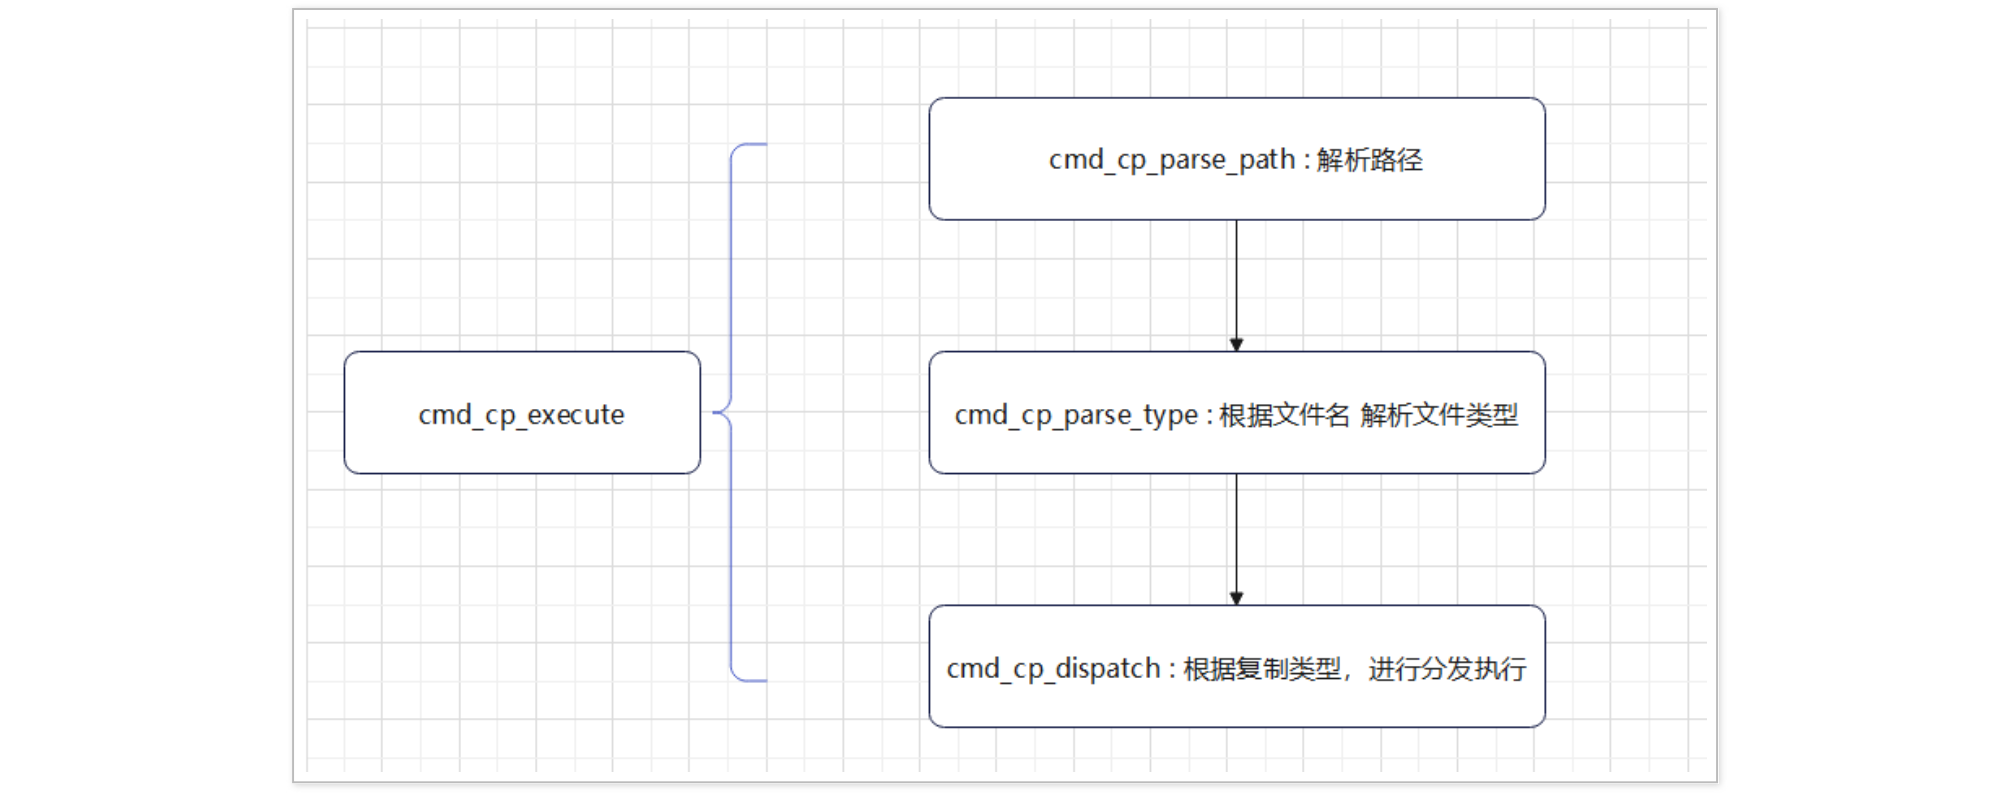 cmd_cp_parse_path : 解析路径
cmd_cp_execute
cmd_cp_parse_type : 根据文件名 解析文件类型
cmd_cp_dispatch : 根据复制类型，进行分发执行